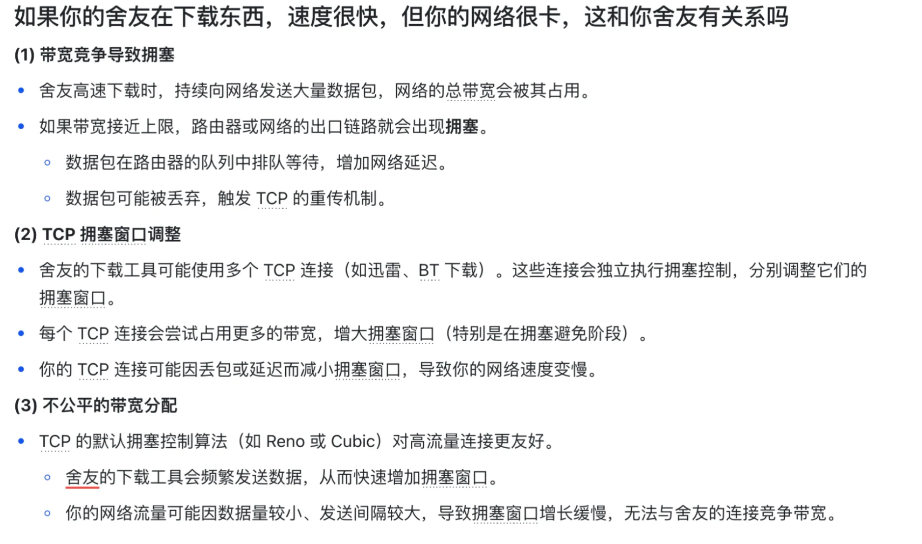 如果你的舍友在下载东西，速度很快，但你的网络很卡，这和你舍友有关系吗
(1) 带宽竞争导致拥塞
舍友高速下载时，持续向网络发送大量数据包，网络的总带宽会被其占用。
如果带宽接近上限，路由器或网络的出口链路就会出现拥塞。
数据包在路由器的队列中排队等待，增加网络延迟。
数据包可能被丢弃，触发 TCP 的重传机制。
(2) TCP 拥塞窗口调整
舍友的下载工具可能使用多个 TCP 连接（如迅雷、BT 下载）。这些连接会独立执行拥塞控制，分别调整它们的
拥塞窗口。
每个 TCP 连接会尝试占用更多的带宽，增大拥塞窗口（特别是在拥塞避免阶段）。
你的 TCP 连接可能因丢包或延迟而减小拥塞窗口，导致你的网络速度变慢。
(3) 不公平的带宽分配
TCP 的默认拥塞控制算法（如 Reno 或 Cubic）对高流量连接更友好。
舍友的下载工具会频繁发送数据，从而快速增加拥塞窗口。
你的网络流量可能因数据量较小、发送间隔较大，导致拥塞窗口增长缓慢，无法与舍友的连接竞争带宽。